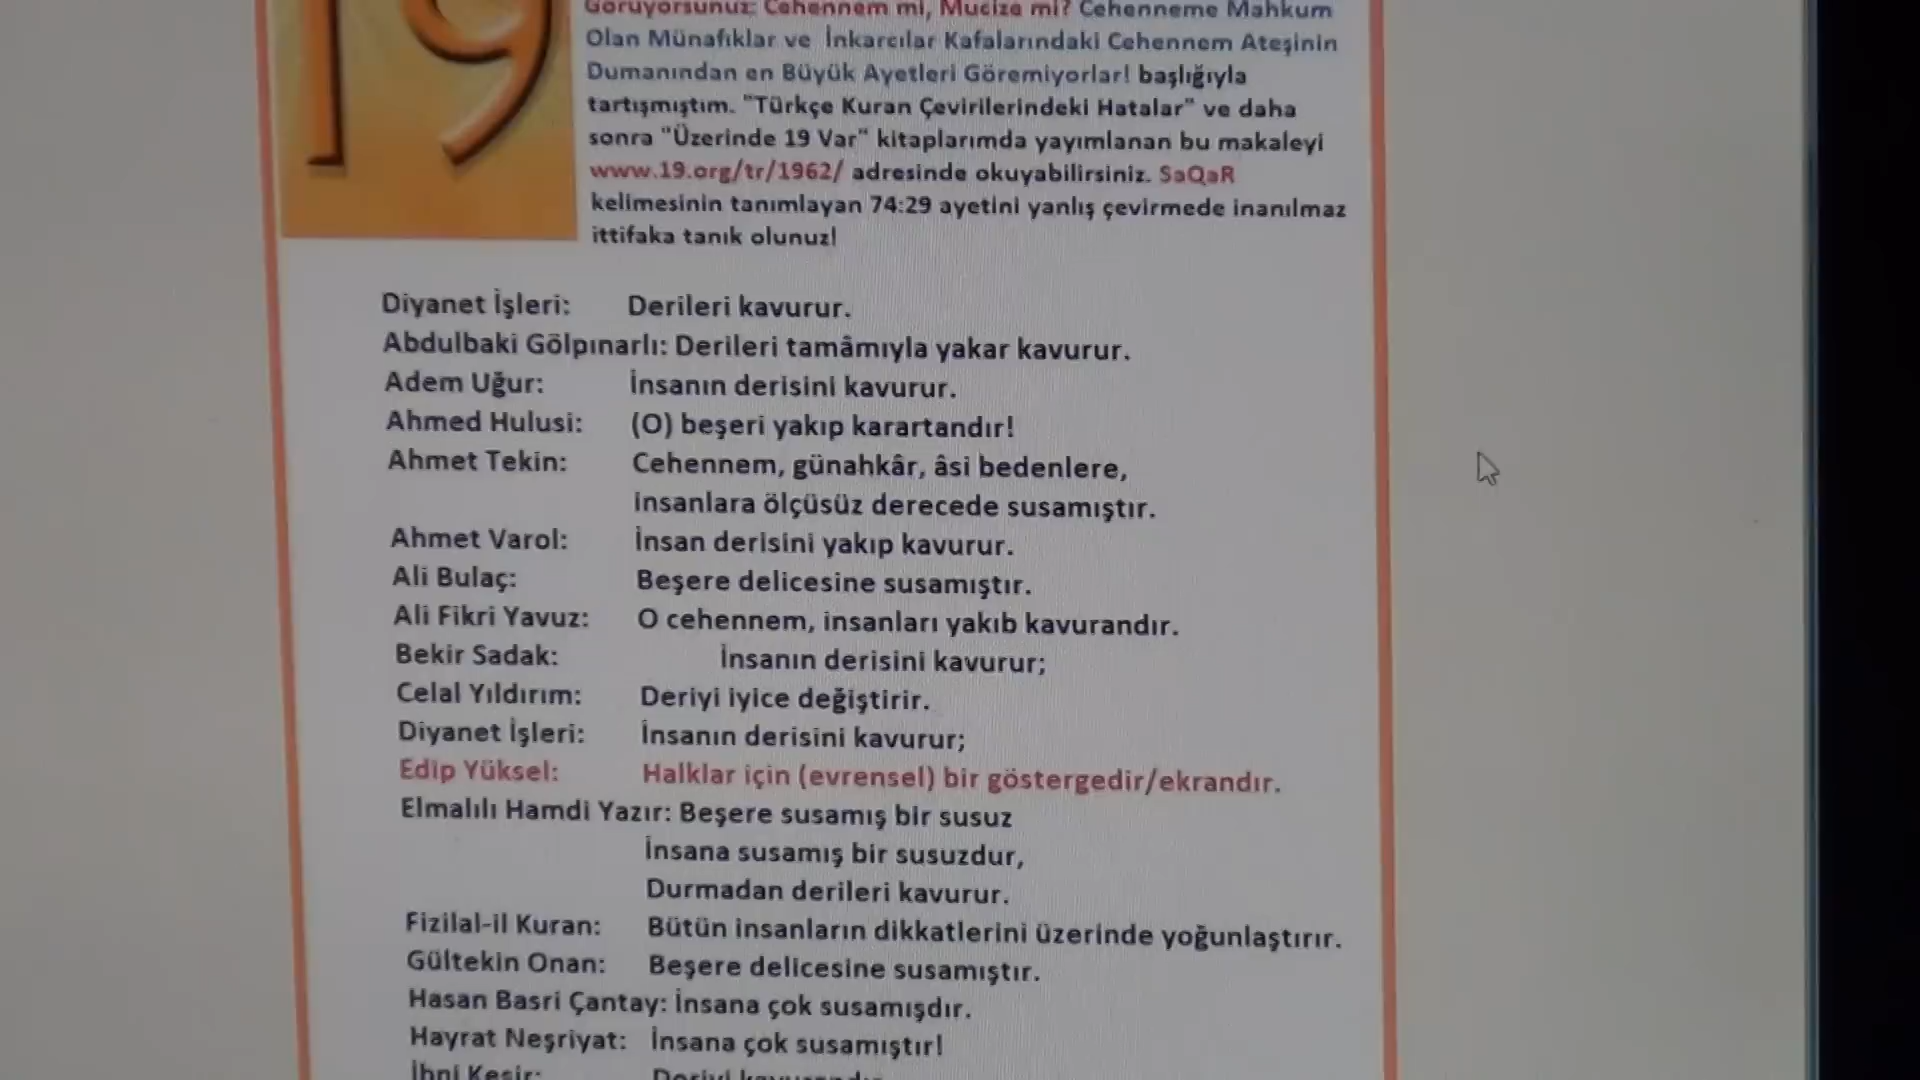 19
Görüyorsunuz: Cehennem mi, Mucize mi? Cehenneme Mahkum
Olan Münafıklar ve İnkarcılar Kafalarındaki Cehennem Ateşinin
Dumanından en Büyük Ayetleri Göremiyorlar! başlığıyla
tartışmıştım. "Türkçe Kuran Çevirilerindeki Hatalar" ve daha
sonra "Üzerinde 19 Var" kitaplarımda yayımlanan bu makaleyi
www.19.org/tr/1962/ adresinde okuyabilirsiniz. SaQaR
kelimesinin tanımlayan 74:29 ayetini yanlış çevirmede inanılmaz
ittifaka tanık olunuz!
Diyanet İşleri: Derileri kavurur.
Abdulbaki Gölpınarlı: Derileri tamâmıyla yakar kavurur.
Adem Uğur: İnsanın derisini kavurur.
Ahmed Hulusi: (O) beşeri yakıp karartandır!
Ahmet Tekin: Cehennem, günahkâr, âsi bedenlere,
insanlara ölçüsüz derecede susamıştır.
Ahmet Varol: İnsan derisini yakıp kavurur.
Ali Bulaç: Beşere delicesine susamıştır.
Ali Fikri Yavuz: O cehennem, insanları yakıb kavurandır.
Bekir Sadak: İnsanın derisini kavurur;
Celal Yıldırım: Deriyi iyice değiştirir.
Diyanet İşleri: İnsanın derisini kavurur;
Edip Yüksel: Halklar için (evrensel) bir göstergedir/ekrandır.
Elmalılı Hamdi Yazır: Beşere susamış bir susuz
İnsana susamış bir susuzdur,
Durmadan derileri kavurur.
Fizilal-il Kuran: Bütün insanların dikkatlerini üzerinde yoğunlaştırır.
Gültekin Onan: Beşere delicesine susamıştır.
Hasan Basri Çantay: İnsana çok susamışdır.
Hayrat Neşriyat: İnsana çok susamıştır!
İbni Kesir: Deriyi kavurandır